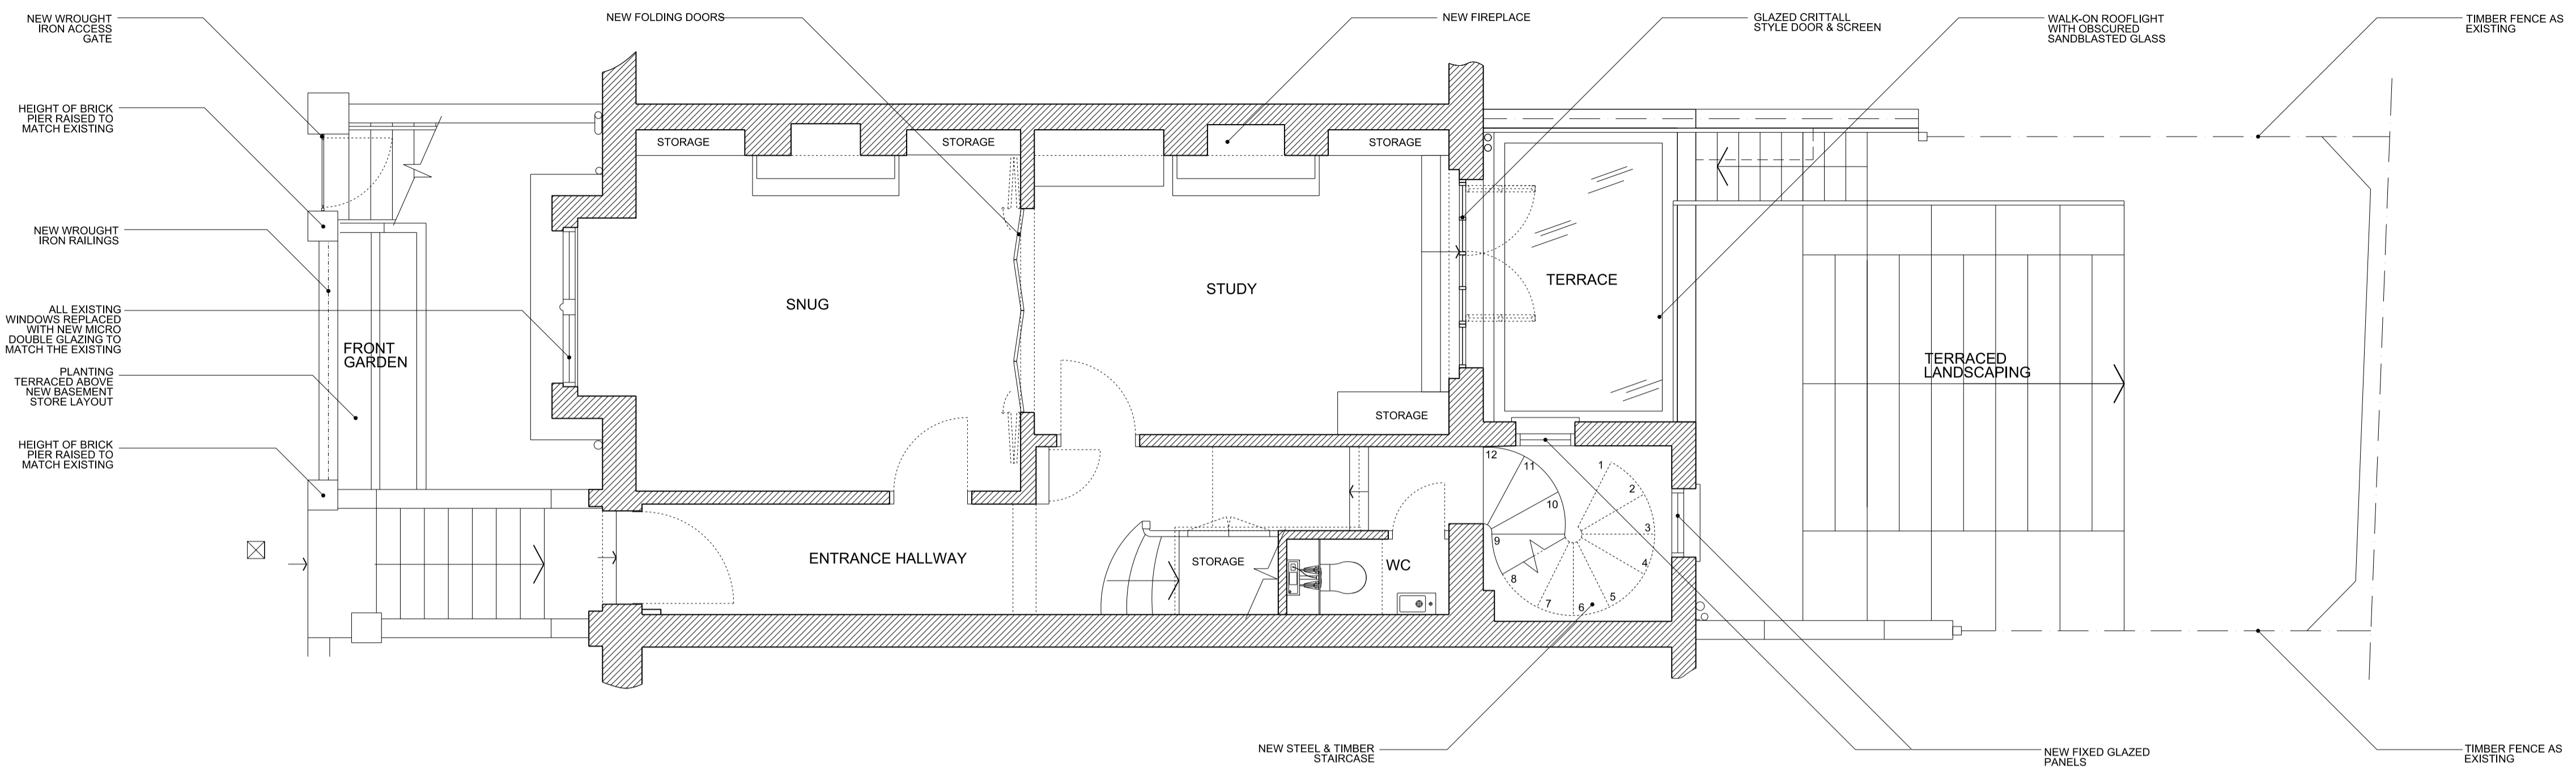 NEW WROUGHT
IRON ACCESS
GATE
NEW FOLDING DOORS
NEW FIREPLACE
GLAZED CRITTALL
STYLE DOOR & SCREEN
WALK-ON ROOFLIGHT
WITH OBSCURED
SANDBLASTED GLASS
TIMBER FENCE AS
EXISTING
HEIGHT OF BRICK
PIER RAISED TO
MATCH EXISTING
NEW WROUGHT
IRON RAILINGS
ALL EXISTING
WINDOWS REPLACED
WITH NEW MICRO
DOUBLE GLAZING TO
MATCH THE EXISTING
PLANTING
TERRACED ABOVE
NEW BASEMENT
STORE LAYOUT
HEIGHT OF BRICK
PIER RAISED TO
MATCH EXISTING
STORAGE
STORAGE
STORAGE
FRONT
GARDEN
SNUG
STUDY
TERRACE
TERRACED
LANDSCAPING
STORAGE
ENTRANCE HALLWAY
STORAGE
WC
12
11
10
9
8
7
6
5
4
3
2
1
NEW STEEL & TIMBER
STAIRCASE
NEW FIXED GLAZED
PANELS
TIMBER FENCE AS
EXISTING